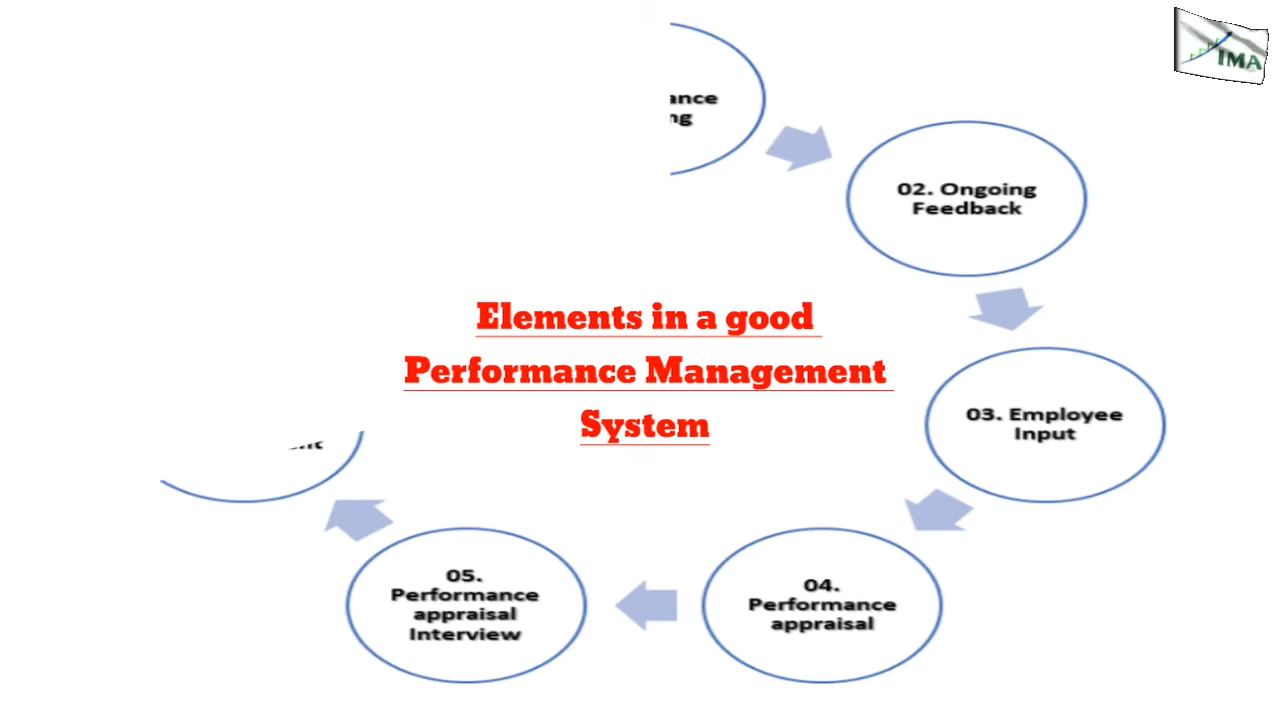 IMA
02. Ongoing
Feedback
03. Employee
Input
04.
Performance
appraisal
05.
Performance
appraisal
Interview
Elements in a good
Performance Management
System